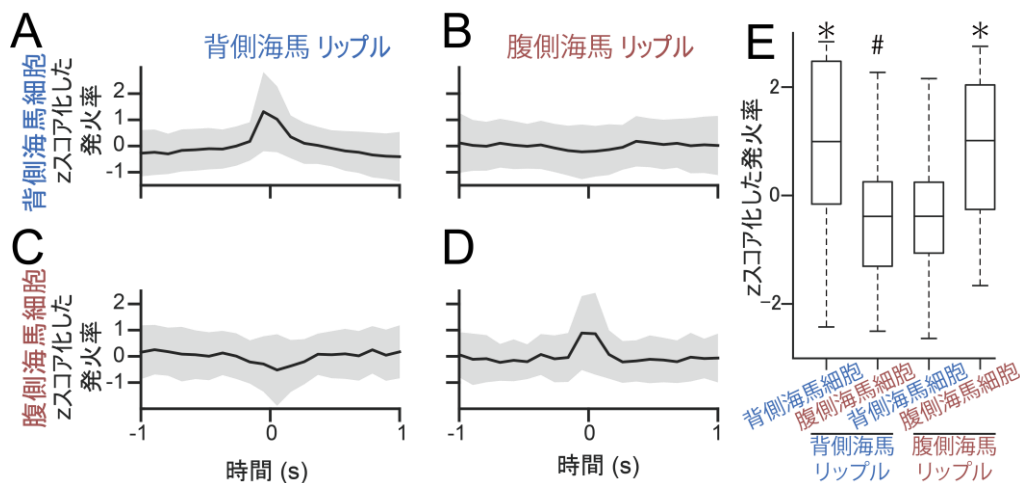 A
背側海馬 リップル
背側海馬細胞
zスコア化した
発火率
2
1
0
-1
B
腹側海馬 リップル
C
腹側海馬細胞
zスコア化した
発火率
2
1
0
-1
-1
0
1
時間 (s)
D
-1
0
1
時間 (s)
E
*
#
*
zスコア化した発火率
2
0
-2
背側海馬細胞
腹側海馬細胞
背側海馬細胞
腹側海馬細胞
背側海馬
リップル
腹側海馬
リップル